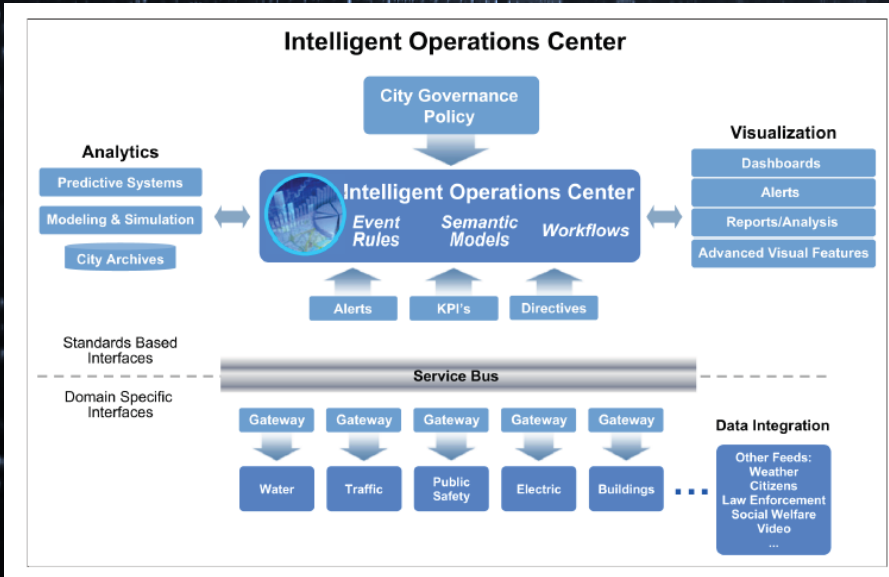 Intelligent Operations Center
City Governance
Policy
Analytics
Predictive Systems
Modeling & Simulation
City Archives
Intelligent Operations Center
Event
Rules
Semantic
Models
Workflows
Visualization
Dashboards
Alerts
Reports/Analysis
Advanced Visual Features
Alerts
KPI's
Directives
Standards Based
Interfaces
Service Bus
Domain Specific
Interfaces
Gateway
Gateway
Gateway
Gateway
Gateway
Water
Traffic
Public
Safety
Electric
Buildings
...
Data Integration
Other Feeds:
Weather
Citizens
Law Enforcement
Social Welfare
Video
...